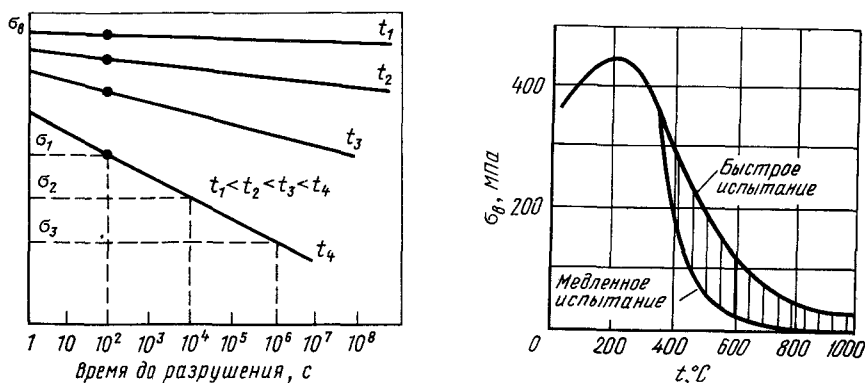 σв
t₁
t₂
t₃
σ₁
σ₂
σ₃
t₁<t₂<t₃<t₄
t₄
1 10 10² 10³ 10⁴ 10⁵ 10⁶ 10⁷ 10⁸
Время до разрушения, с
σв, МПа
400
200
Быстрое
испытание
Медленное
испытание
0 200 400 600 800 1000
t,°C